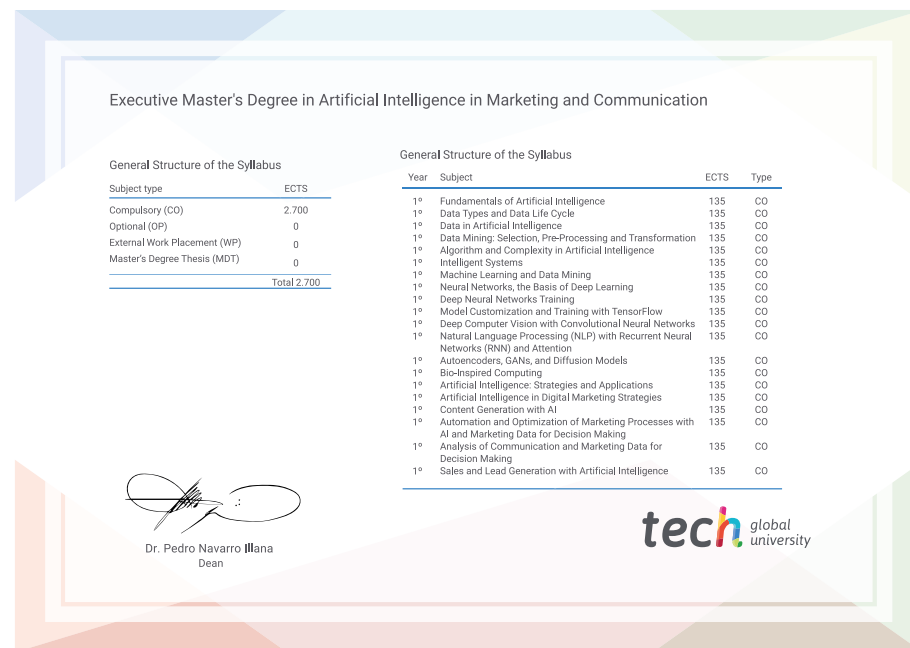 Executive Master's Degree in Artificial Intelligence in Marketing and Communication
General Structure of the Syllabus
Subject type ECTS
Compulsory (CO) 2.700
Optional (OP) 0
External Work Placement (WP) 0
Master's Degree Thesis (MDT) 0
Total 2.700
General Structure of the Syllabus
Year Subject ECTS Type
1º Fundamentals of Artificial Intelligence 135 CO
1º Data Types and Data Life Cycle 135 CO
1º Data in Artificial Intelligence 135 CO
1º Data Mining: Selection, Pre-Processing and Transformation 135 CO
1º Algorithm and Complexity in Artificial Intelligence 135 CO
1º Intelligent Systems 135 CO
1º Machine Learning and Data Mining 135 CO
1º Neural Networks, the Basis of Deep Learning 135 CO
1º Deep Neural Networks Training 135 CO
1º Model Customization and Training with TensorFlow 135 CO
1º Deep Computer Vision with Convolutional Neural Networks 135 CO
1º Natural Language Processing (NLP) with Recurrent Neural 135 CO
Networks (RNN) and Attention
1º Autoencoders, GANs, and Diffusion Models 135 CO
1º Bio-Inspired Computing 135 CO
1º Artificial Intelligence: Strategies and Applications 135 CO
1º Artificial Intelligence in Digital Marketing Strategies 135 CO
1º Content Generation with AI 135 CO
1º Automation and Optimization of Marketing Processes with 135 CO
AI and Marketing Data for Decision Making
1º Analysis of Communication and Marketing Data for 135 CO
Decision Making
1º Sales and Lead Generation with Artificial Intelligence 135 CO
Dr. Pedro Navarro Illana
Dean
tech global
university